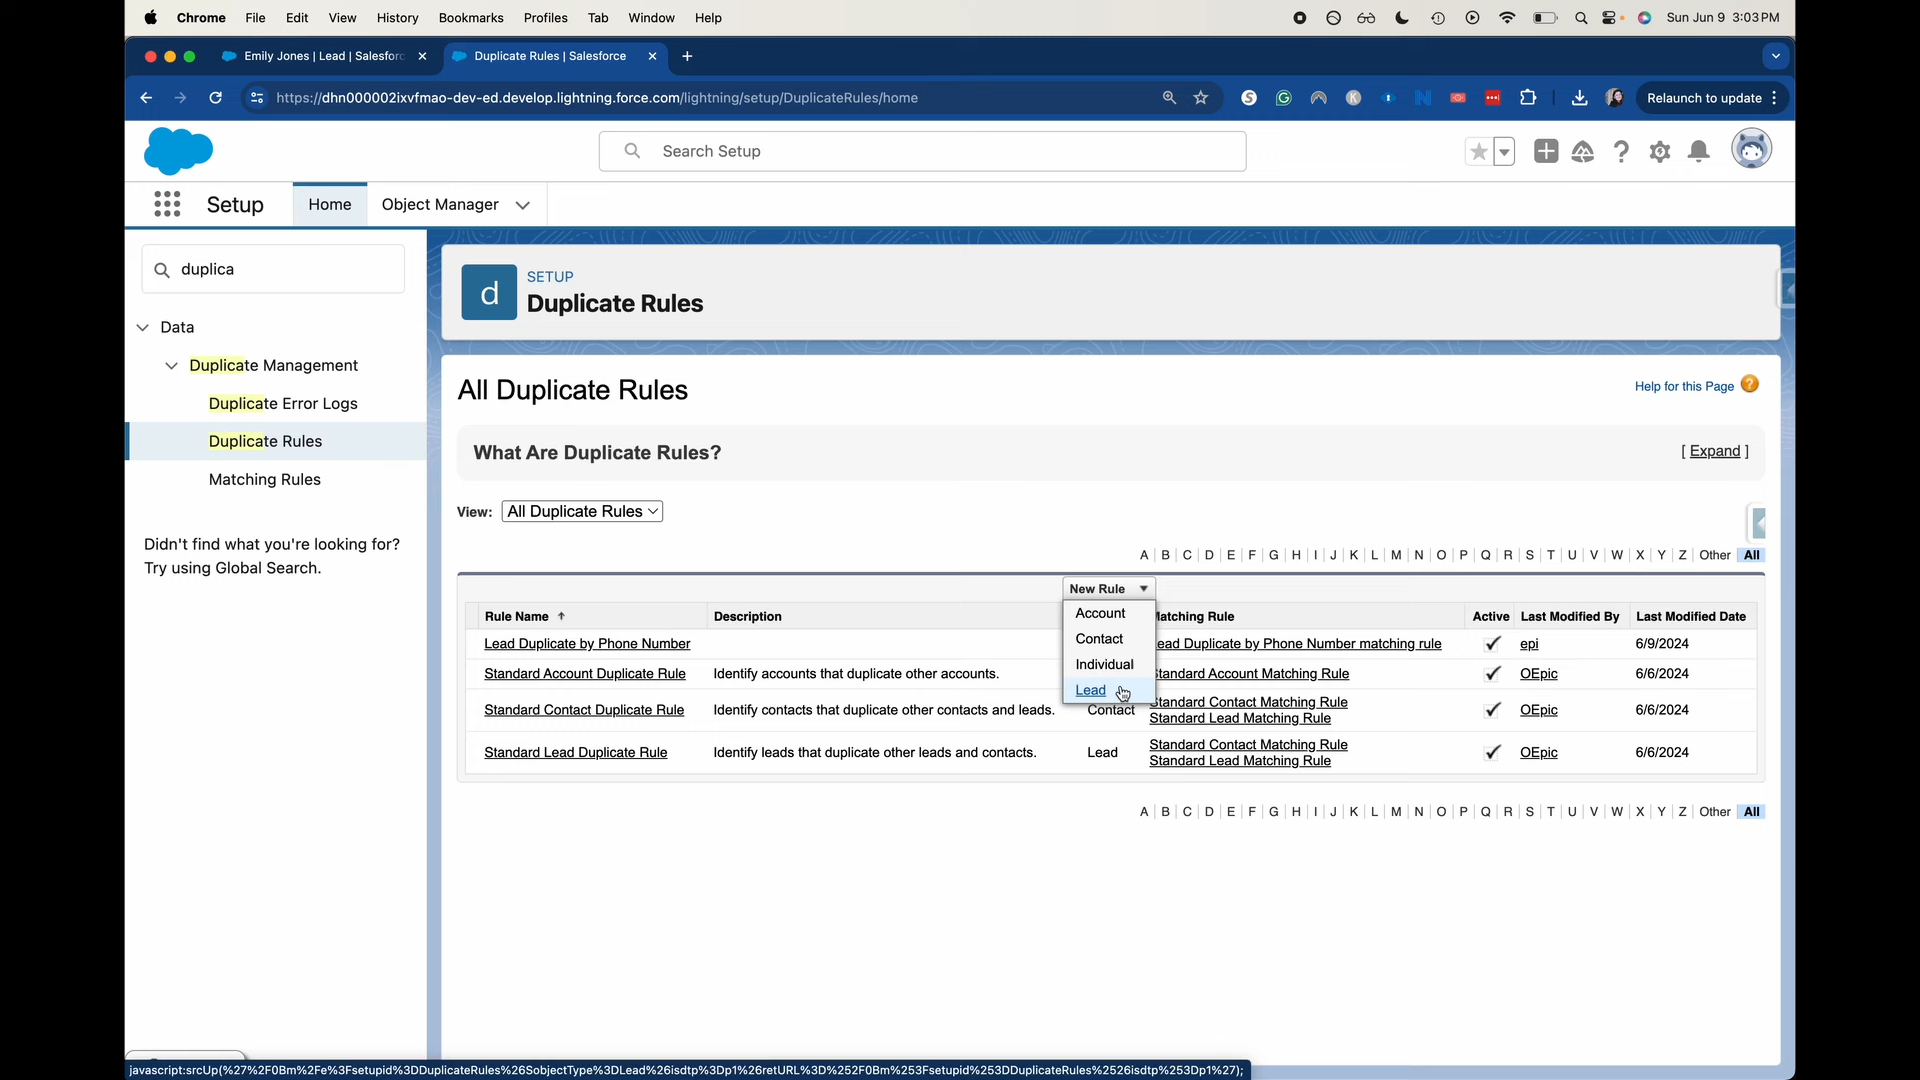 Chrome File Edit View History Bookmarks Profiles Tab Window Help Sun Jun 9 3:03 PM
Emily Jones | Lead | Salesforc Duplicate Rules | Salesforce
https://dhn000002ixvfmao-dev-ed.develop.lightning.force.com/lightning/setup/DuplicateRules/home Relaunch to update
Search Setup
Setup Home Object Manager
duplica
Data
Duplicate Management
Duplicate Error Logs
Duplicate Rules
Matching Rules
Didn't find what you're looking for?
Try using Global Search.
d
SETUP
Duplicate Rules
All Duplicate Rules
Help for this Page ?
What Are Duplicate Rules?
[ Expand ]
View: All Duplicate Rules
A | B | C | D | E | F | G | H | I | J | K | L | M | N | O | P | Q | R | S | T | U | V | W | X | Y | Z | Other All
New Rule
Account
Contact
Individual
Lead
Rule Name Description Matching Rule Active Last Modified By Last Modified Date
Lead Duplicate by Phone Number ead Duplicate by Phone Number matching rule epi 6/9/2024
Standard Account Duplicate Rule Identify accounts that duplicate other accounts. Standard Account Matching Rule OEpic 6/6/2024
Standard Contact Duplicate Rule Identify contacts that duplicate other contacts and leads. Contact Standard Contact Matching Rule OEpic 6/6/2024
Standard Lead Matching Rule
Standard Lead Duplicate Rule Identify leads that duplicate other leads and contacts. Lead Standard Contact Matching Rule OEpic 6/6/2024
Standard Lead Matching Rule
A | B | C | D | E | F | G | H | I | J | K | L | M | N | O | P | Q | R | S | T | U | V | W | X | Y | Z | Other All
javascript:srcUp(%27%2F0Bm%2Fe%3Fsetupid%3DDuplicateRules%26SobjectType%3DLead%26isdtp%3Dp1%26retURL%3D%252F0Bm%253Fsetupid%253DDuplicateRules%2526isdtp%253Dp1%27);